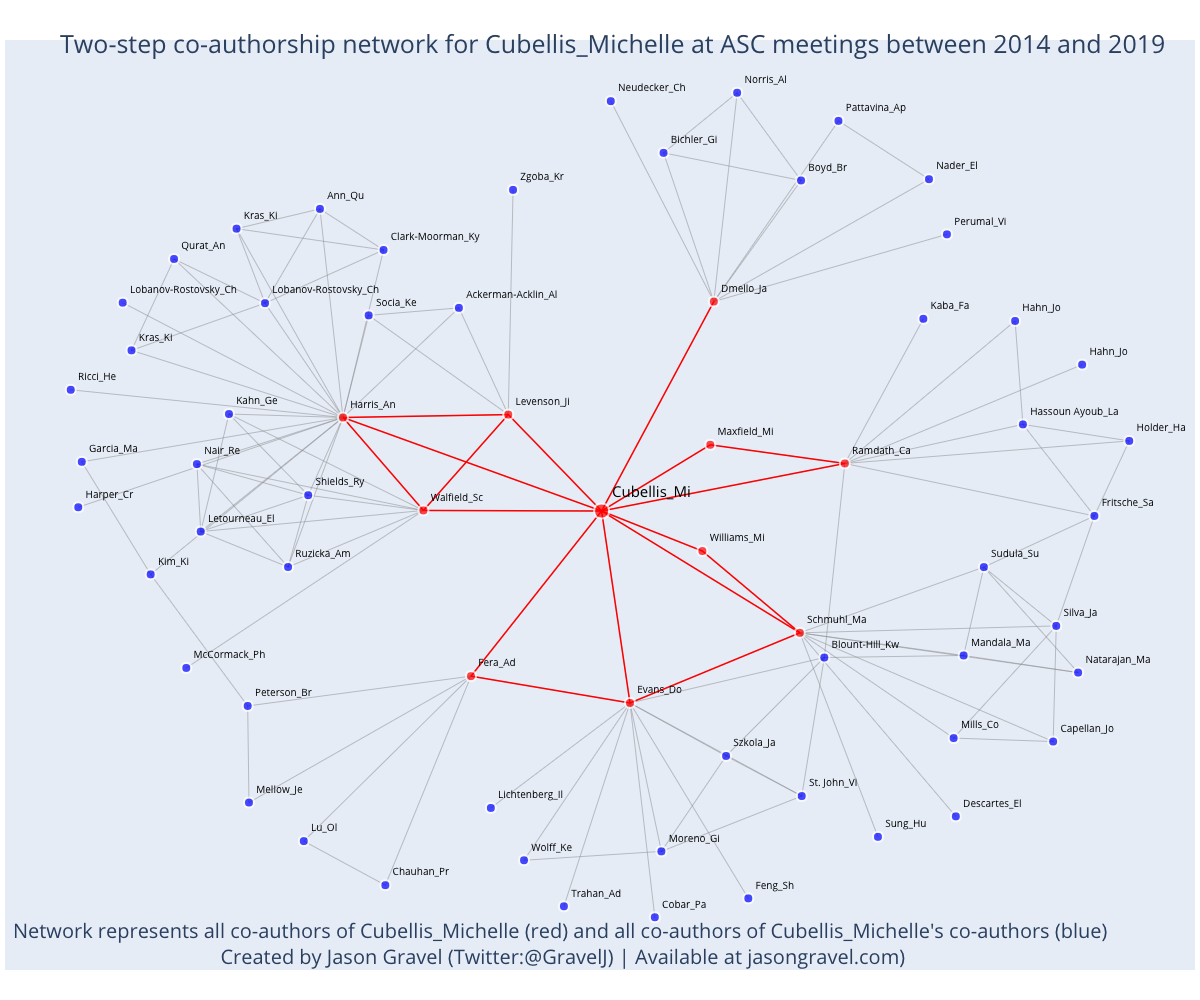 Two-step co-authorship network for Cubellis_Michelle at ASC meetings between 2014 and 2019
Neudecker_Ch
Norris_Al
Pattavina_Ap
Bichler_Gi
Boyd_Br
Nader_El
Zgoba_Kr
Ann_Qu
Kras_Ki
Perumal_Vi
Clark-Moorman_Ky
Qurat_An
Lobanov-Rostovsky_Ch
Lobanov-Rostovsky_Ch
Socia_Ke
Ackerman-Acklin_Al
Dmello_Ja
Kaba_Fa
Hahn_Jo
Kras_Ki
Hahn_Jo
Ricci_He
Kahn_Ge
Harris_An
Levenson_Ji
Hassoun Ayoub_La
Holder_Ha
Maxfield_Mi
Ramdath_Ca
Garcia_Ma
Nair_Re
Shields_Ry
Harper_Cr
Walfield_Sc
Cubellis_Mi
Fritsche_Sa
Letourneau_El
Williams_Mi
Ruzicka_Am
Kim_Ki
Sudula_Su
Silva_Ja
Schmuhl_Ma
Blount-Hill_Kw
Mandala_Ma
Natarajan_Ma
McCormack_Ph
Pera_Ad
Peterson_Br
Evans_Do
Mills_Co
Capellan_Jo
Szkola_Ja
Mellow_Je
Lichtenberg_Il
St. John_Vi
Descartes_El
Lu_Ol
Wolff_Ke
Moreno_Gi
Sung_Hu
Chauhan_Pr
Trahan_Ad
Cobar_Pa
Feng_Sh
Network represents all co-authors of Cubellis_Michelle (red) and all co-authors of Cubellis_Michelle's co-authors (blue)
Created by Jason Gravel (Twitter:@GravelJ) | Available at jasongravel.com)